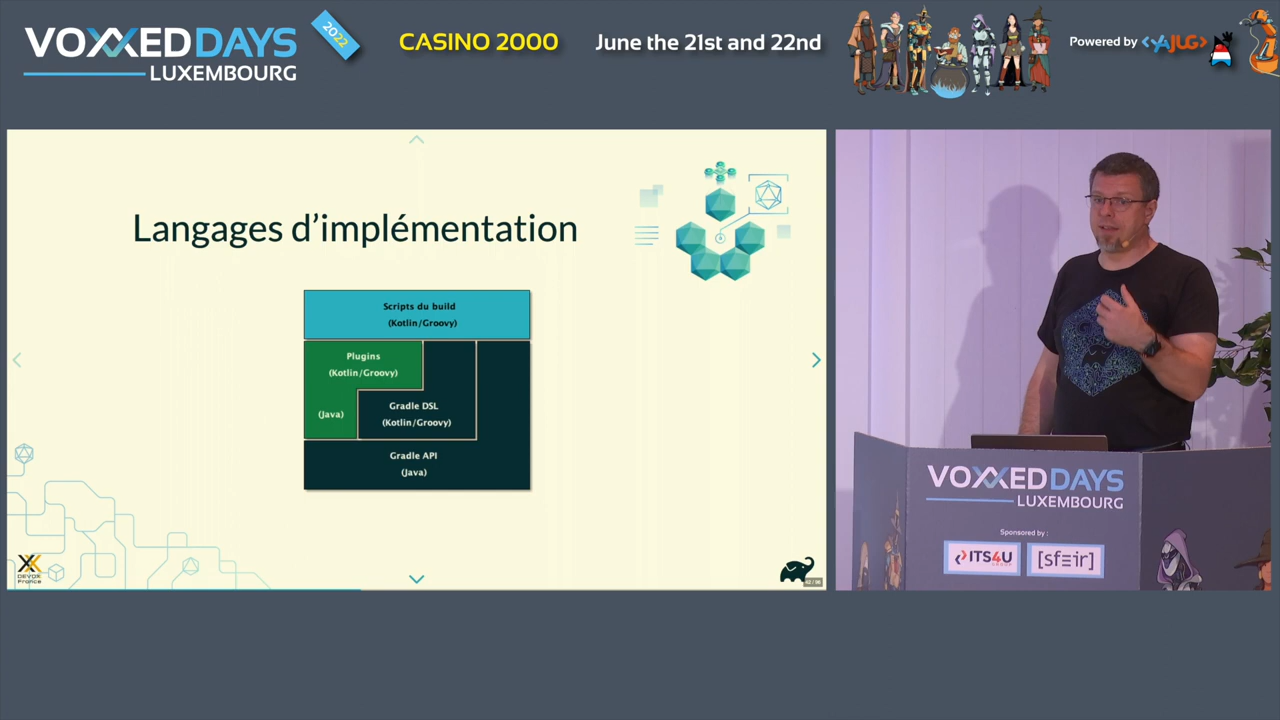 VOXXEDDAYS
LUXEMBOURG
2022
CASINO 2000
June the 21st and 22nd
Powered by <YAJUG>
Langages d'implémentation
Scripts du build
(Kotlin/Groovy)
Plugins
(Kotlin/Groovy)
(Java)
Gradle DSL
(Kotlin/Groovy)
Gradle API
(Java)
DEVOXX
France
VOXXEDDAYS
LUXEMBOURG
Sponsored by :
ITS4U
GROUP
[sfeir]